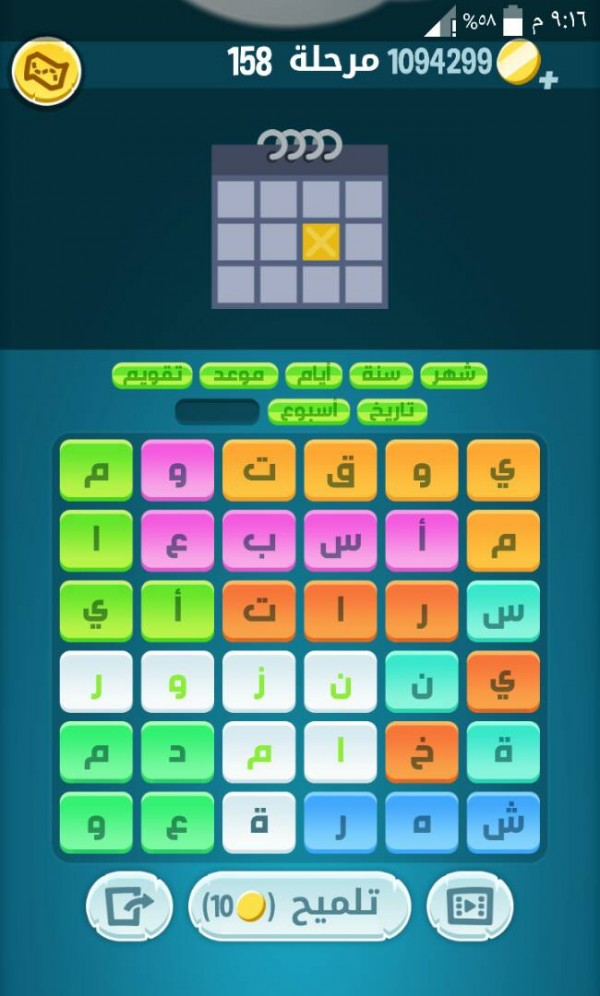 ٩:١٦ م ٥٨%
1094299 مرحلة 158
شهر سنة أيام موعد تقويم
تاريخ أسبوع
ي و ق ت و م
م أ س ب ع ا
س ر ا ت أ ي
ي ن ن ز و ر
ة خ ا م د م
ش ه ر ة ع و
تلميح (10)